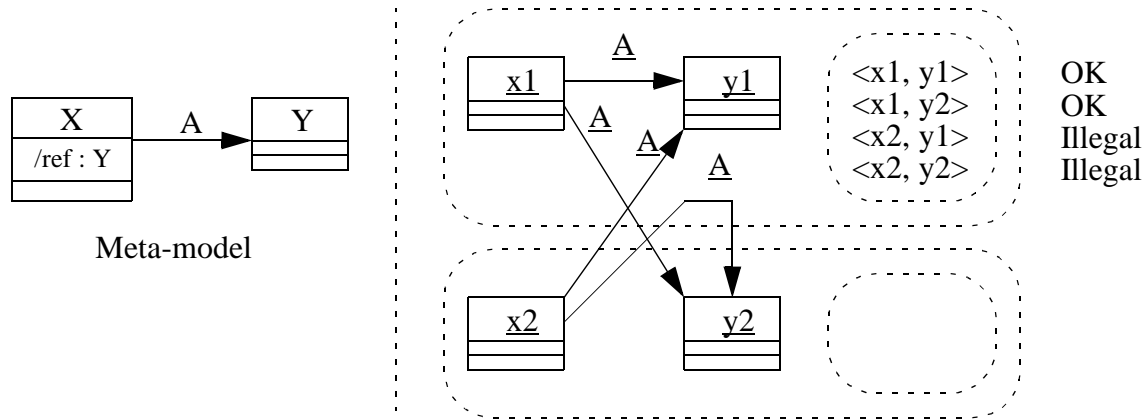 X
/ref : Y
A
Y
Meta-model
x1
A
y1
A
A
A
x2
y2
<x1, y1> OK
<x1, y2> OK
<x2, y1> Illegal
<x2, y2> Illegal